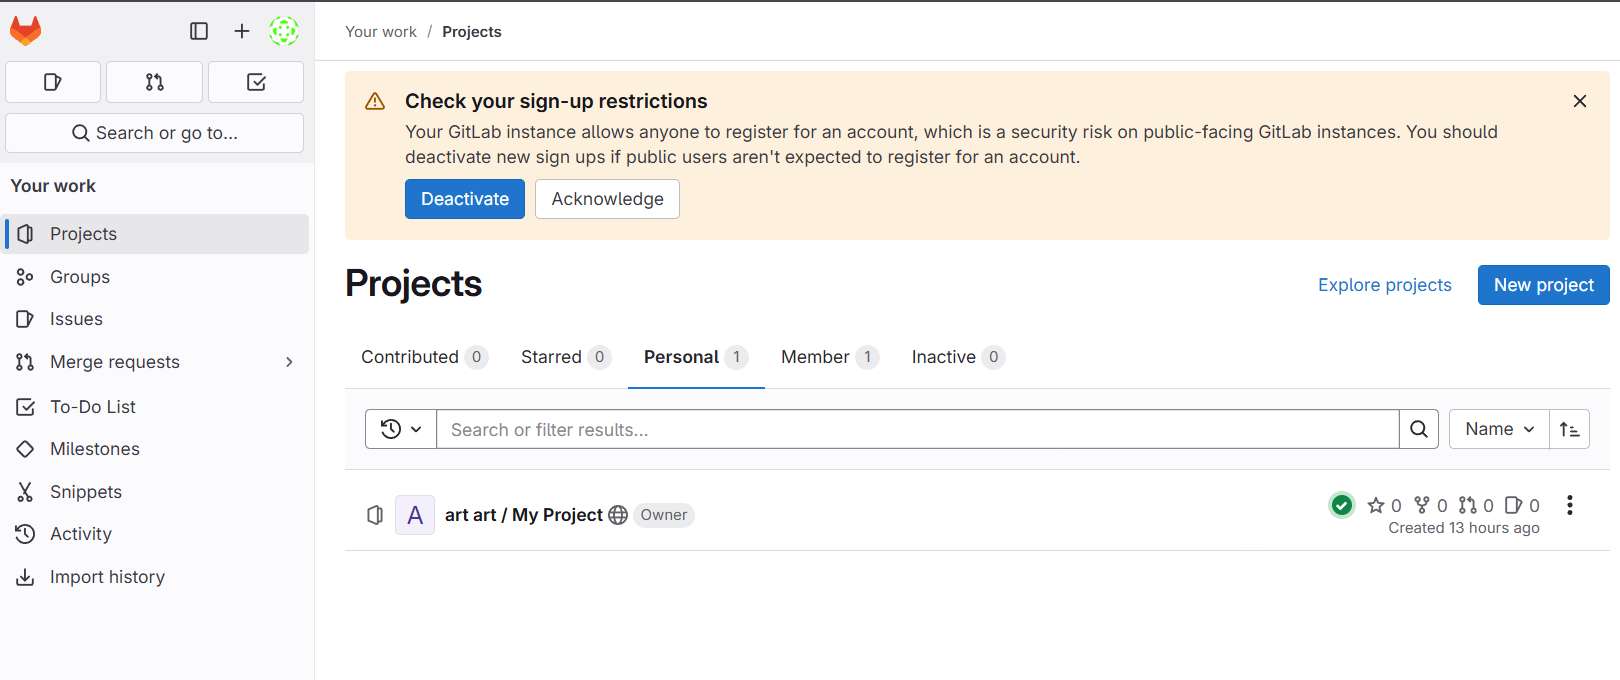 Your work / Projects
Search or go to...
Your work
Projects
Groups
Issues
Merge requests
To-Do List
Milestones
Snippets
Activity
Import history
Check your sign-up restrictions
Your GitLab instance allows anyone to register for an account, which is a security risk on public-facing GitLab instances. You should
deactivate new sign ups if public users aren't expected to register for an account.
Deactivate Acknowledge
Projects
Explore projects New project
Contributed 0 Starred 0 Personal 1 Member 1 Inactive 0
Search or filter results... Name
A art art / My Project Owner 0 0 0 0
Created 13 hours ago